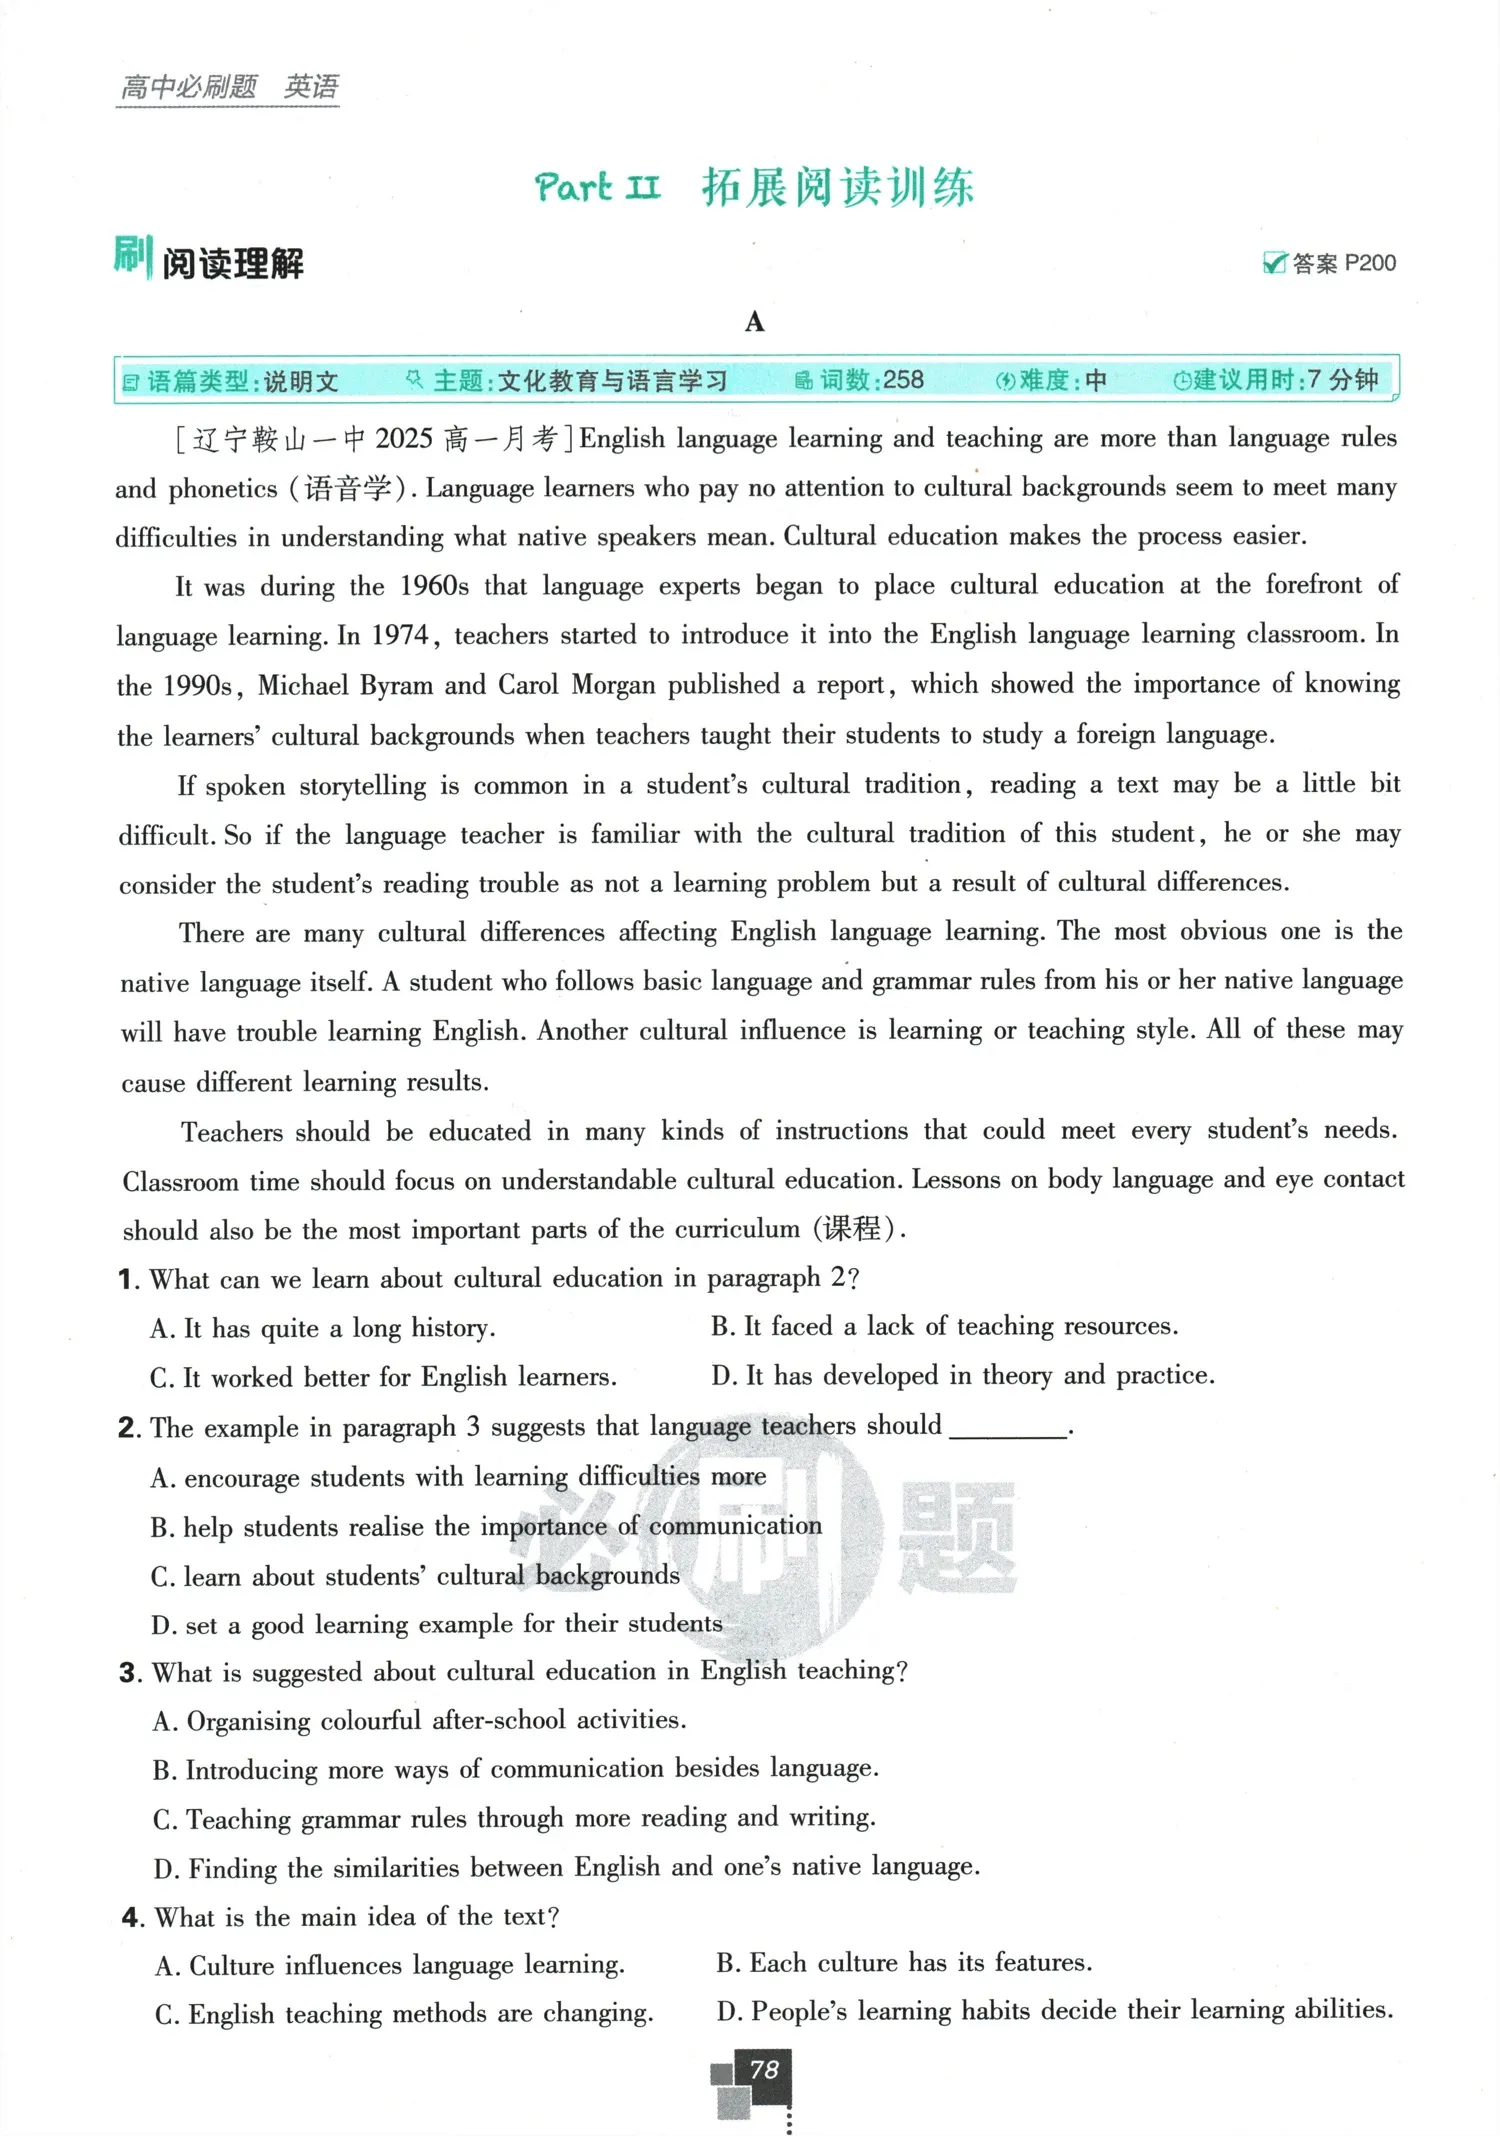 高中必刷题 英语
Part II 拓展阅读训练
刷 阅读理解
答案 P200
A
语篇类型:说明文 主题:文化教育与语言学习 词数:258 难度:中 建议用时:7 分钟
[辽宁鞍山一中 2025 高一月考]English language learning and teaching are more than language rules
and phonetics (语音学). Language learners who pay no attention to cultural backgrounds seem to meet many
difficulties in understanding what native speakers mean. Cultural education makes the process easier.
It was during the 1960s that language experts began to place cultural education at the forefront of
language learning. In 1974, teachers started to introduce it into the English language learning classroom. In
the 1990s, Michael Byram and Carol Morgan published a report, which showed the importance of knowing
the learners' cultural backgrounds when teachers taught their students to study a foreign language.
If spoken storytelling is common in a student's cultural tradition, reading a text may be a little bit
difficult. So if the language teacher is familiar with the cultural tradition of this student, he or she may
consider the student's reading trouble as not a learning problem but a result of cultural differences.
There are many cultural differences affecting English language learning. The most obvious one is the
native language itself. A student who follows basic language and grammar rules from his or her native language
will have trouble learning English. Another cultural influence is learning or teaching style. All of these may
cause different learning results.
Teachers should be educated in many kinds of instructions that could meet every student's needs.
Classroom time should focus on understandable cultural education. Lessons on body language and eye contact
should also be the most important parts of the curriculum (课程).
1. What can we learn about cultural education in paragraph 2?
A. It has quite a long history. B. It faced a lack of teaching resources.
C. It worked better for English learners. D. It has developed in theory and practice.
2. The example in paragraph 3 suggests that language teachers should ________.
A. encourage students with learning difficulties more
B. help students realise the importance of communication
C. learn about students' cultural backgrounds
D. set a good learning example for their students
必刷题
3. What is suggested about cultural education in English teaching?
A. Organising colourful after-school activities.
B. Introducing more ways of communication besides language.
C. Teaching grammar rules through more reading and writing.
D. Finding the similarities between English and one's native language.
4. What is the main idea of the text?
A. Culture influences language learning. B. Each culture has its features.
C. English teaching methods are changing. D. People's learning habits decide their learning abilities.
78